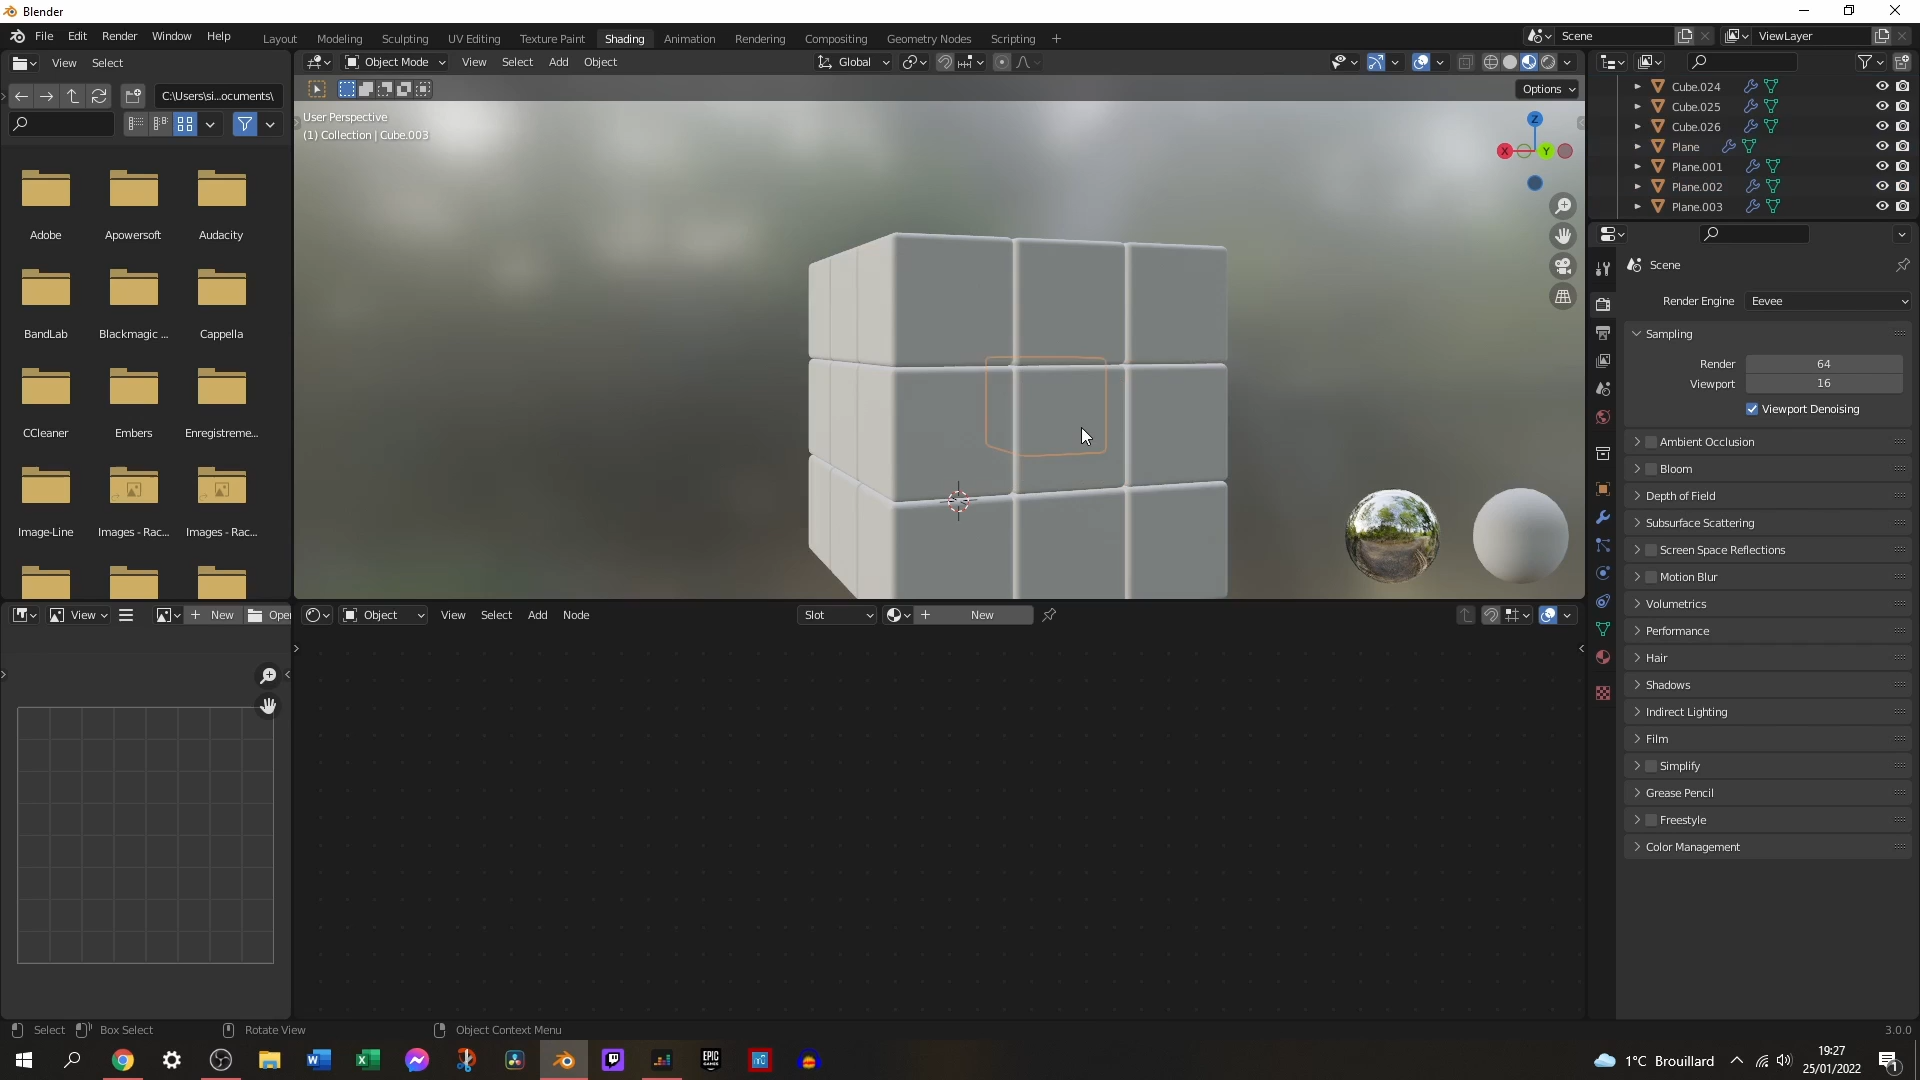 Blender
File Edit Render Window Help
Layout Modeling Sculpting UV Editing Texture Paint Shading Animation Rendering Compositing Geometry Nodes Scripting
Scene
ViewLayer
View Select
Object Mode View Select Add Object
Global
C:\Users\si...ocuments\
Options
User Perspective
(1) Collection | Cube.003
Z
X
Y
Cube.024
Cube.025
Cube.026
Plane
Plane.001
Plane.002
Plane.003
Adobe Apowersoft Audacity
BandLab Blackmagic ... Cappella
CCleaner Embers Enregistreme...
Image-Line Images - Rac... Images - Rac...
Scene
Render Engine Eevee
Sampling
Render 64
Viewport 16
Viewport Denoising
Ambient Occlusion
Bloom
Depth of Field
Subsurface Scattering
Screen Space Reflections
Motion Blur
Volumetrics
Performance
Hair
Shadows
Indirect Lighting
Film
Simplify
Grease Pencil
Freestyle
Color Management
View New Open
Object View Select Add Node
Slot New
Select Box Select Rotate View Object Context Menu
3.0.0
EPIC
GAMES
1°C Brouillard
19:27
25/01/2022
1